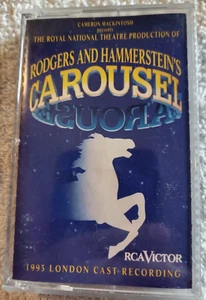 CAMERON MACKINTOSH
Presents
THE ROYAL NATIONAL THEATRE PRODUCTION OF
RODGERS AND HAMMERSTEIN'S
CAROUSEL
CAROUSEL
RCA VICTOR
1993 LONDON CAST RECORDING